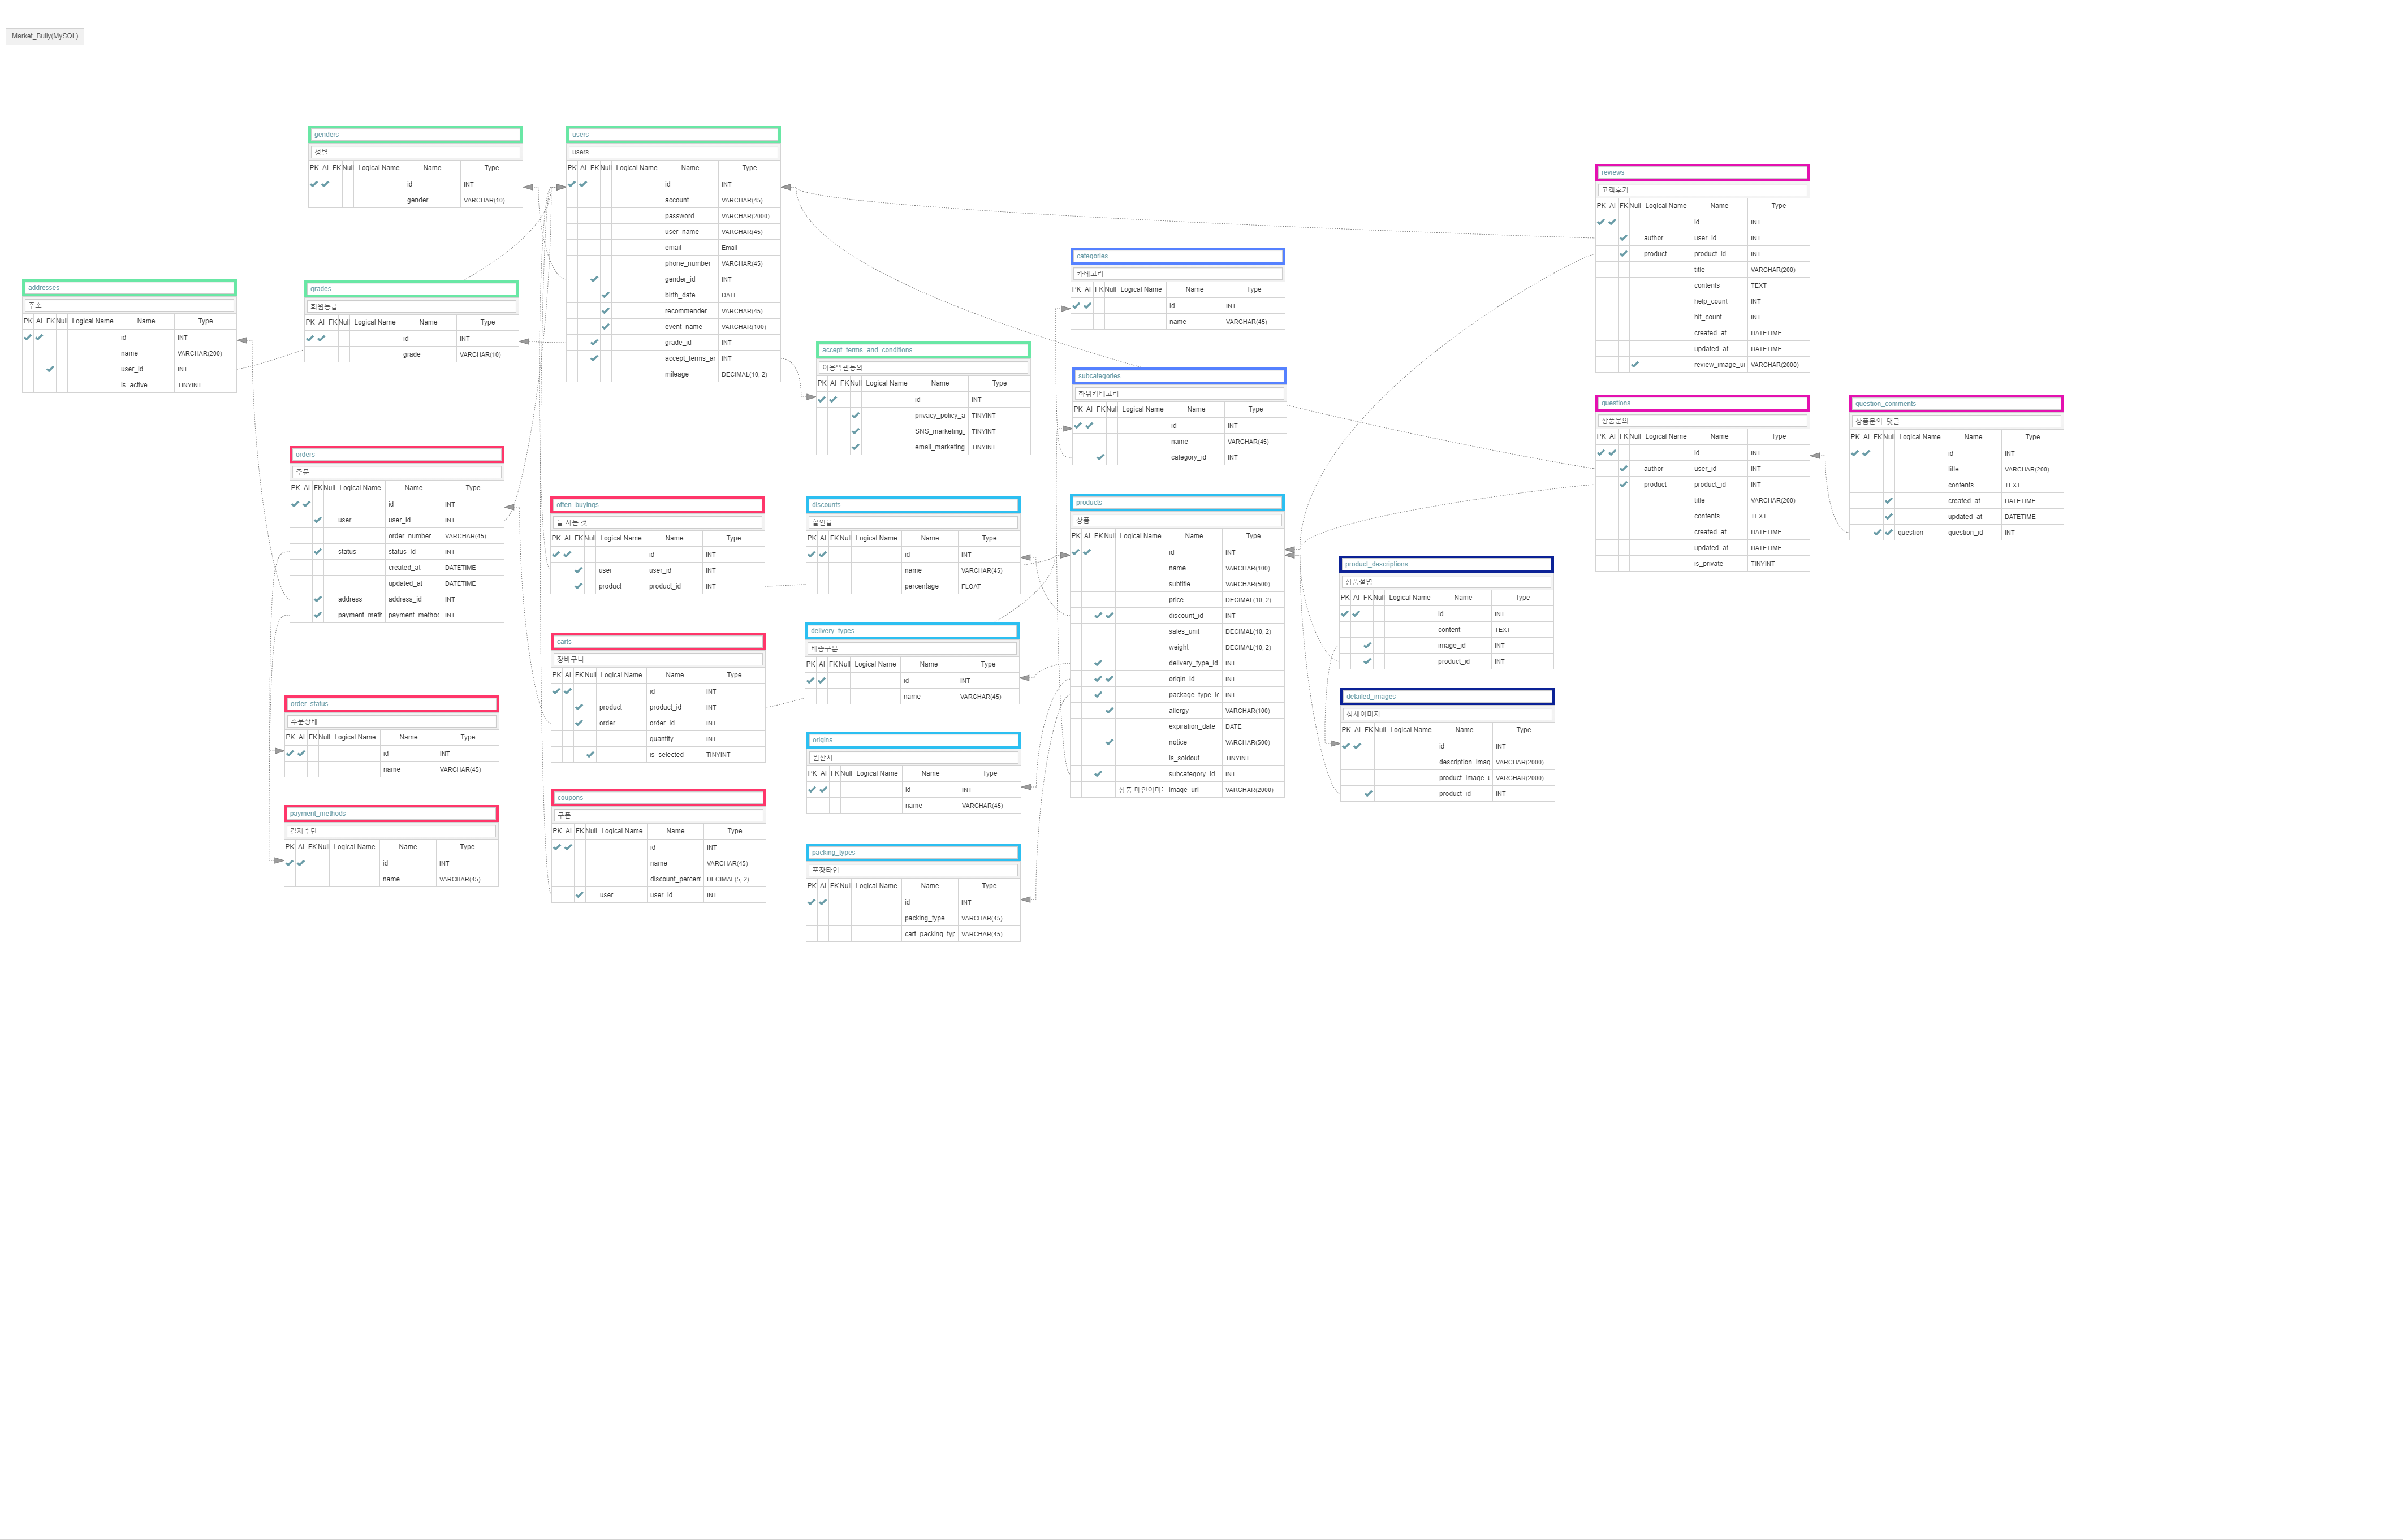 Market_Bully(MySQL)
genders
성별
PK AI FK Null Logical Name Name Type
id INT
gender VARCHAR(10)
users
users
PK AI FK Null Logical Name Name Type
id INT
account VARCHAR(45)
password VARCHAR(2000)
user_name VARCHAR(45)
email Email
phone_number VARCHAR(45)
gender_id INT
birth_date DATE
recommender VARCHAR(45)
event_name VARCHAR(100)
grade_id INT
accept_terms_ar INT
mileage DECIMAL(10, 2)
reviews
고객후기
PK AI FK Null Logical Name Name Type
id INT
author user_id INT
product product_id INT
title VARCHAR(200)
contents TEXT
help_count INT
hit_count INT
created_at DATETIME
updated_at DATETIME
review_image_u VARCHAR(2000)
categories
카테고리
PK AI FK Null Logical Name Name Type
id INT
name VARCHAR(45)
addresses
주소
PK AI FK Null Logical Name Name Type
id INT
name VARCHAR(200)
user_id INT
is_active TINYINT
grades
회원등급
PK AI FK Null Logical Name Name Type
id INT
grade VARCHAR(10)
accept_terms_and_conditions
이용약관동의
PK AI FK Null Logical Name Name Type
id INT
privacy_policy_a TINYINT
SNS_marketing_ TINYINT
email_marketing TINYINT
subcategories
하위카테고리
PK AI FK Null Logical Name Name Type
id INT
name VARCHAR(45)
category_id INT
questions
상품문의
PK AI FK Null Logical Name Name Type
id INT
author user_id INT
product product_id INT
title VARCHAR(200)
contents TEXT
created_at DATETIME
updated_at DATETIME
is_private TINYINT
question_comments
상품문의_댓글
PK AI FK Null Logical Name Name Type
id INT
title VARCHAR(200)
contents TEXT
created_at DATETIME
updated_at DATETIME
question question_id INT
orders
주문
PK AI FK Null Logical Name Name Type
id INT
user user_id INT
order_number VARCHAR(45)
status status_id INT
created_at DATETIME
updated_at DATETIME
address address_id INT
payment_meth payment_metho INT
often_buyings
늘 사는 것
PK AI FK Null Logical Name Name Type
id INT
user user_id INT
product product_id INT
discounts
할인율
PK AI FK Null Logical Name Name Type
id INT
name VARCHAR(45)
percentage FLOAT
products
상품
PK AI FK Null Logical Name Name Type
id INT
name VARCHAR(100)
subtitle VARCHAR(500)
price DECIMAL(10, 2)
discount_id INT
sales_unit DECIMAL(10, 2)
weight DECIMAL(10, 2)
delivery_type_id INT
origin_id INT
package_type_ic INT
allergy VARCHAR(100)
expiration_date DATE
notice VARCHAR(500)
is_soldout TINYINT
subcategory_id INT
상품 메인이미 image_url VARCHAR(2000)
product_descriptions
상품설명
PK AI FK Null Logical Name Name Type
id INT
content TEXT
image_id INT
product_id INT
carts
장바구니
PK AI FK Null Logical Name Name Type
id INT
product product_id INT
order order_id INT
quantity INT
is_selected TINYINT
delivery_types
배송구분
PK AI FK Null Logical Name Name Type
id INT
name VARCHAR(45)
detailed_images
상세이미지
PK AI FK Null Logical Name Name Type
id INT
description_imag VARCHAR(2000)
product_image_ VARCHAR(2000)
product_id INT
order_status
주문상태
PK AI FK Null Logical Name Name Type
id INT
name VARCHAR(45)
origins
원산지
PK AI FK Null Logical Name Name Type
id INT
name VARCHAR(45)
payment_methods
결제수단
PK AI FK Null Logical Name Name Type
id INT
name VARCHAR(45)
coupons
쿠폰
PK AI FK Null Logical Name Name Type
id INT
name VARCHAR(45)
discount_percen DECIMAL(5, 2)
user user_id INT
packing_types
포장타입
PK AI FK Null Logical Name Name Type
id INT
packing_type VARCHAR(45)
cart_packing_typ VARCHAR(45)